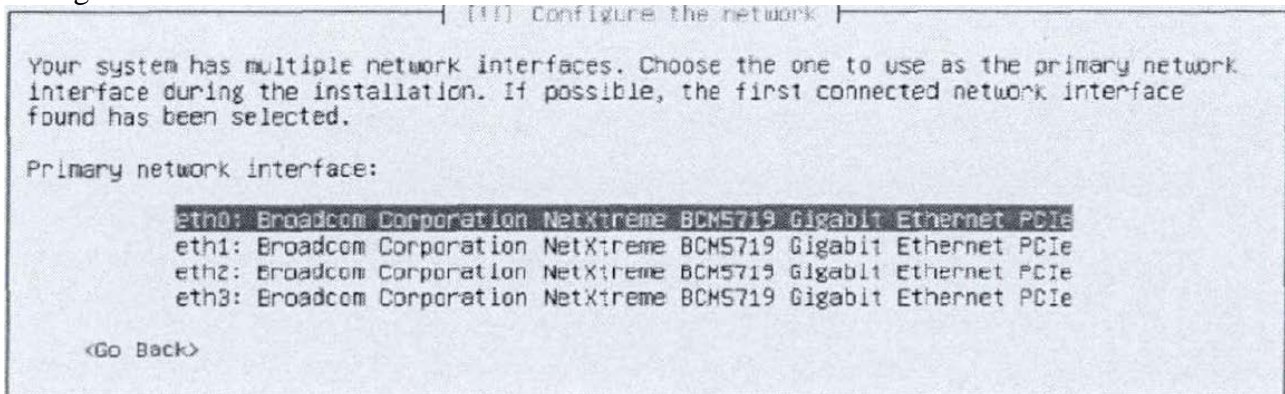 [!!] Configure the network
Your system has multiple network interfaces. Choose the one to use as the primary network
interface during the installation. If possible, the first connected network interface
found has been selected.
Primary network interface:
eth0: Broadcom Corporation NetXtreme BCM5719 Gigabit Ethernet PCIe
eth1: Broadcom Corporation NetXtreme BCM5719 Gigabit Ethernet PCIe
eth2: Broadcom Corporation NetXtreme BCM5719 Gigabit Ethernet PCIe
eth3: Broadcom Corporation NetXtreme BCM5719 Gigabit Ethernet PCIe
<Go Back>